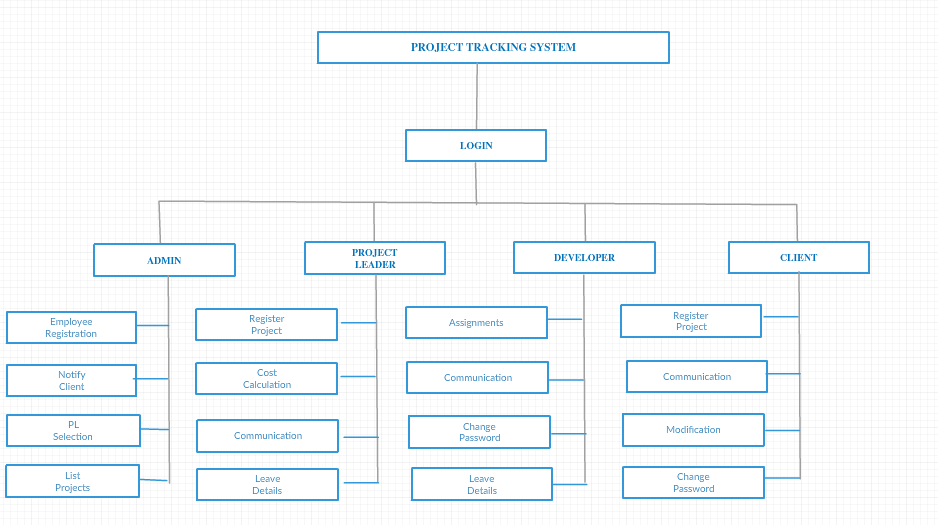 PROJECT TRACKING SYSTEM
LOGIN
ADMIN
PROJECT
LEADER
DEVELOPER
CLIENT
Employee
Registration
Notify
Client
PL
Selection
List
Projects
Register
Project
Cost
Calculation
Communication
Leave
Details
Assignments
Communication
Change
Password
Leave
Details
Register
Project
Communication
Modification
Change
Password